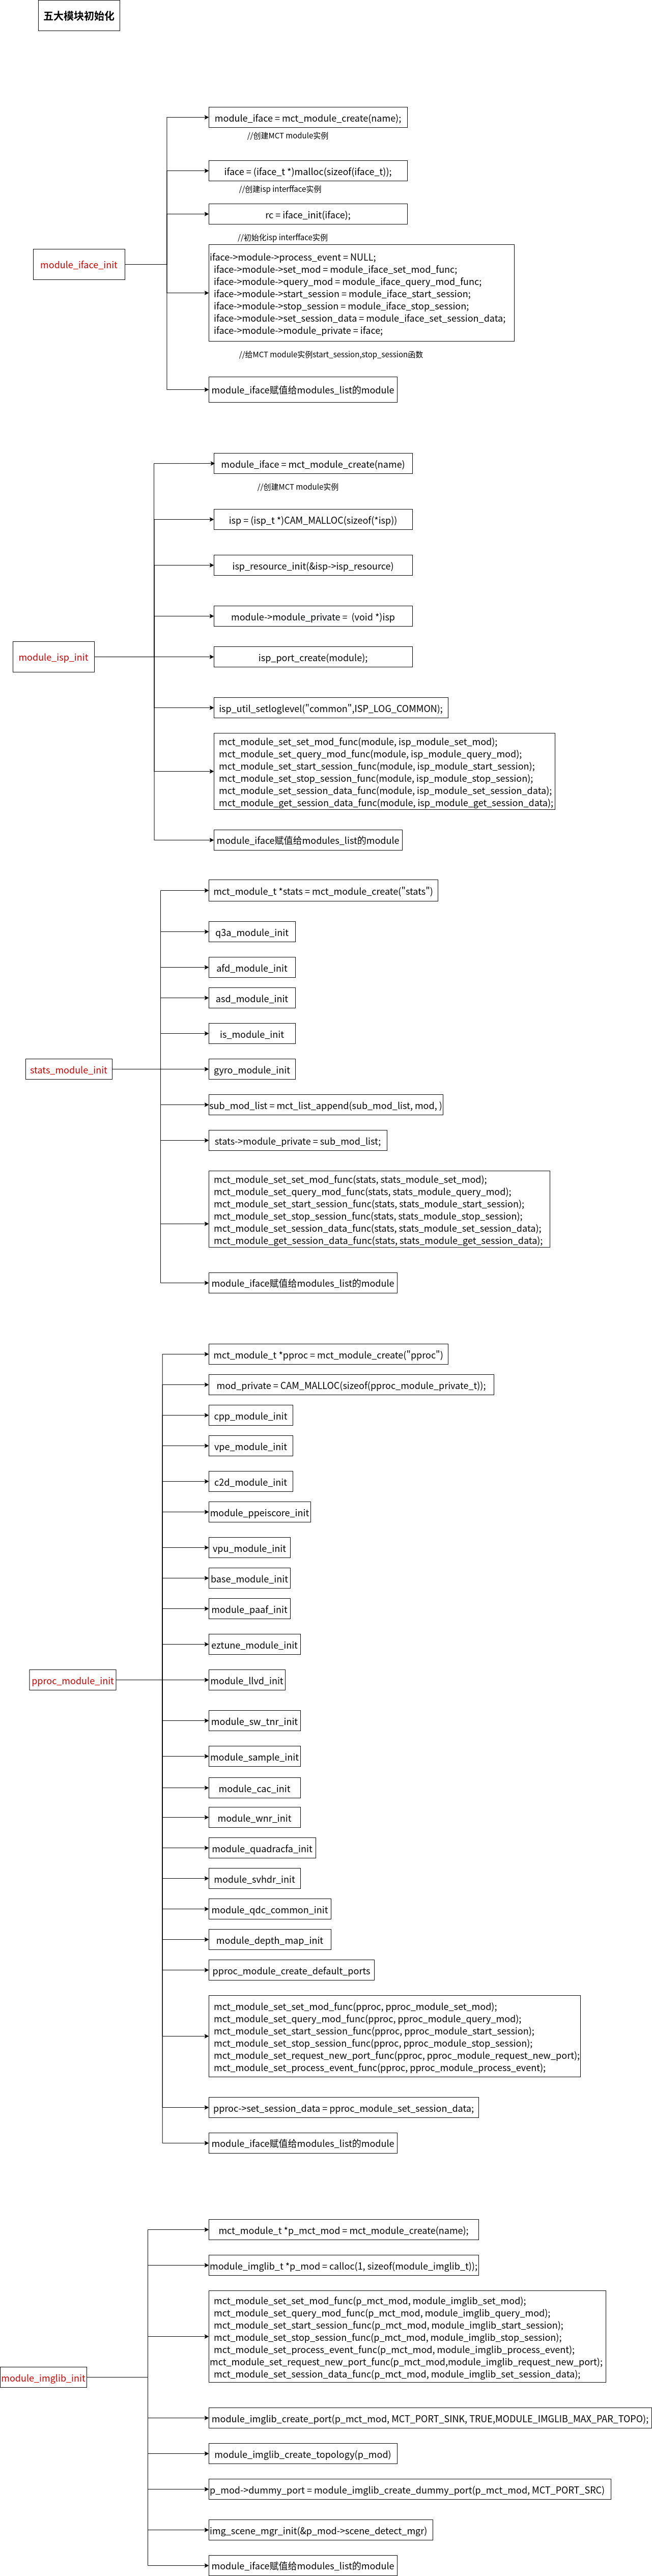 五大模块初始化
module_iface = mct_module_create(name);
//创建MCT module实例
iface = (iface_t *)malloc(sizeof(iface_t));
//创建isp interfface实例
rc = iface_init(iface);
//初始化isp interfface实例
module_iface_init
iface->module->process_event = NULL;
iface->module->set_mod = module_iface_set_mod_func;
iface->module->query_mod = module_iface_query_mod_func;
iface->module->start_session = module_iface_start_session;
iface->module->stop_session = module_iface_stop_session;
iface->module->set_session_data = module_iface_set_session_data;
iface->module->module_private = iface;
//给MCT module实例start_session,stop_session函数
module_iface赋值给modules_list的module
module_iface = mct_module_create(name)
//创建MCT module实例
isp = (isp_t *)CAM_MALLOC(sizeof(*isp))
isp_resource_init(&isp->isp_resource)
module->module_private = (void *)isp
module_isp_init
isp_port_create(module);
isp_util_setloglevel("common",ISP_LOG_COMMON);
mct_module_set_set_mod_func(module, isp_module_set_mod);
mct_module_set_query_mod_func(module, isp_module_query_mod);
mct_module_set_start_session_func(module, isp_module_start_session);
mct_module_set_stop_session_func(module, isp_module_stop_session);
mct_module_set_session_data_func(module, isp_module_set_session_data);
mct_module_get_session_data_func(module, isp_module_get_session_data);
module_iface赋值给modules_list的module
mct_module_t *stats = mct_module_create("stats")
q3a_module_init
afd_module_init
asd_module_init
is_module_init
stats_module_init
gyro_module_init
sub_mod_list = mct_list_append(sub_mod_list, mod, )
stats->module_private = sub_mod_list;
mct_module_set_set_mod_func(stats, stats_module_set_mod);
mct_module_set_query_mod_func(stats, stats_module_query_mod);
mct_module_set_start_session_func(stats, stats_module_start_session);
mct_module_set_stop_session_func(stats, stats_module_stop_session);
mct_module_set_session_data_func(stats, stats_module_set_session_data);
mct_module_get_session_data_func(stats, stats_module_get_session_data);
module_iface赋值给modules_list的module
mct_module_t *pproc = mct_module_create("pproc")
mod_private = CAM_MALLOC(sizeof(pproc_module_private_t));
cpp_module_init
vpe_module_init
c2d_module_init
module_ppeiscore_init
vpu_module_init
base_module_init
module_paaf_init
eztune_module_init
pproc_module_init
module_llvd_init
module_sw_tnr_init
module_sample_init
module_cac_init
module_wnr_init
module_quadracfa_init
module_svhdr_init
module_qdc_common_init
module_depth_map_init
pproc_module_create_default_ports
mct_module_set_set_mod_func(pproc, pproc_module_set_mod);
mct_module_set_query_mod_func(pproc, pproc_module_query_mod);
mct_module_set_start_session_func(pproc, pproc_module_start_session);
mct_module_set_stop_session_func(pproc, pproc_module_stop_session);
mct_module_set_request_new_port_func(pproc, pproc_module_request_new_port);
mct_module_set_process_event_func(pproc, pproc_module_process_event);
pproc->set_session_data = pproc_module_set_session_data;
module_iface赋值给modules_list的module
mct_module_t *p_mct_mod = mct_module_create(name);
module_imglib_t *p_mod = calloc(1, sizeof(module_imglib_t));
mct_module_set_set_mod_func(p_mct_mod, module_imglib_set_mod);
mct_module_set_query_mod_func(p_mct_mod, module_imglib_query_mod);
mct_module_set_start_session_func(p_mct_mod, module_imglib_start_session);
mct_module_set_stop_session_func(p_mct_mod, module_imglib_stop_session);
mct_module_set_process_event_func(p_mct_mod, module_imglib_process_event);
mct_module_set_request_new_port_func(p_mct_mod,module_imglib_request_new_port);
mct_module_set_session_data_func(p_mct_mod, module_imglib_set_session_data);
module_imglib_init
module_imglib_create_port(p_mct_mod, MCT_PORT_SINK, TRUE,MODULE_IMGLIB_MAX_PAR_TOPO);
module_imglib_create_topology(p_mod)
p_mod->dummy_port = module_imglib_create_dummy_port(p_mct_mod, MCT_PORT_SRC)
img_scene_mgr_init(&p_mod->scene_detect_mgr)
module_iface赋值给modules_list的module